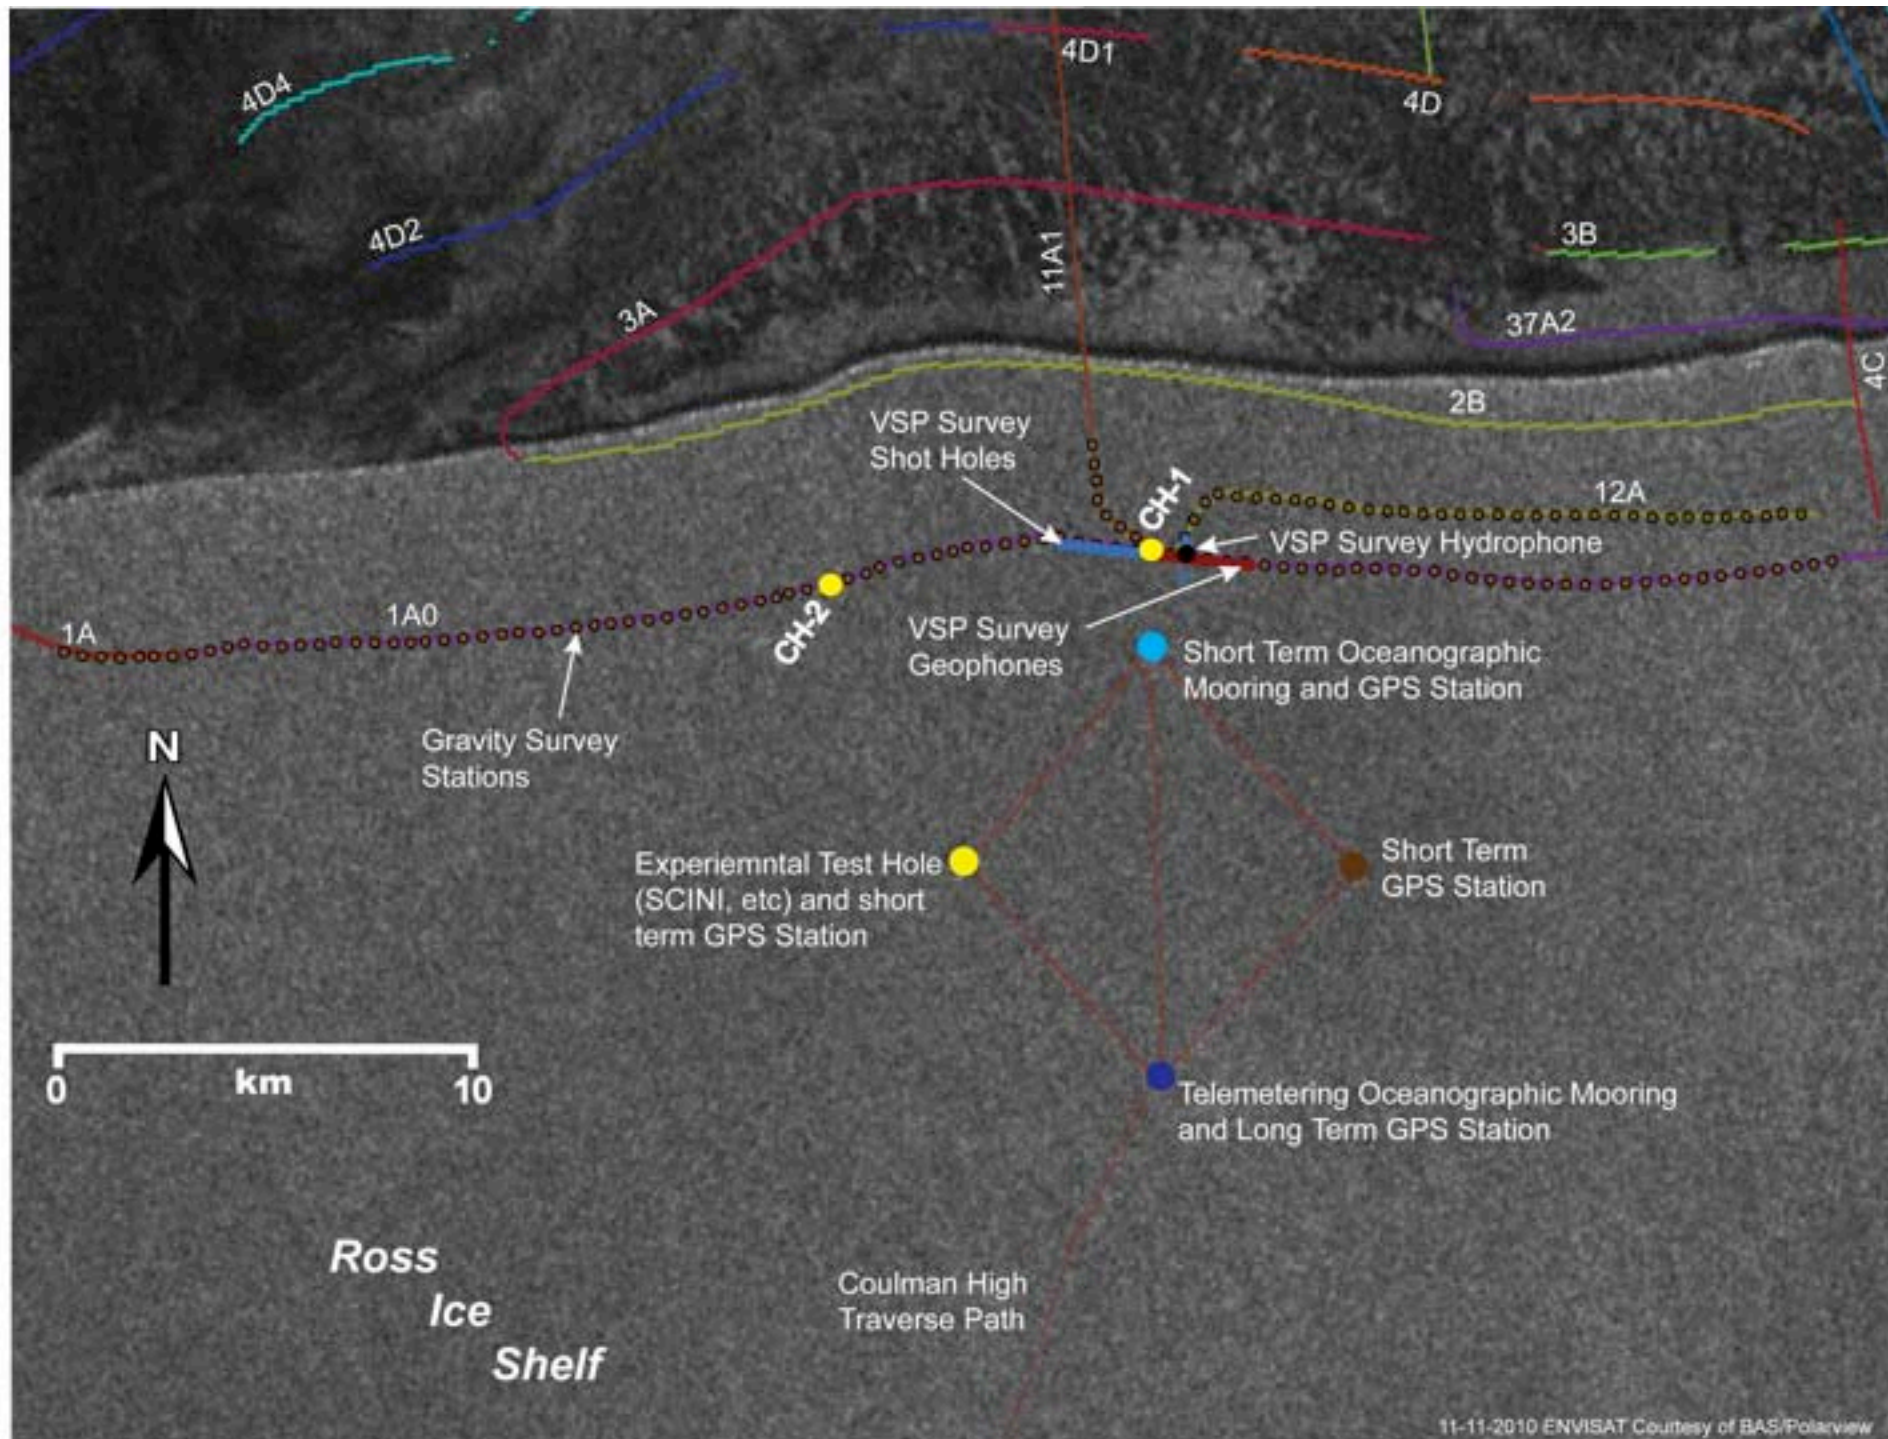 4D1
4D4
4D
4D2
3B
11A1
3A
37A2
4C
2B
VSP Survey
Shot Holes
CH-1
12A
VSP Survey Hydrophone
1A
1A0
CH-2
VSP Survey
Geophones
Short Term Oceanographic
Mooring and GPS Station
Gravity Survey
Stations
N
Experiemntal Test Hole
(SCINI, etc) and short
term GPS Station
Short Term
GPS Station
0 km 10
Telemetering Oceanographic Mooring
and Long Term GPS Station
Ross
Ice
Shelf
Coulman High
Traverse Path
11-11-2010 ENVISAT Courtesy of BAS/Polarview